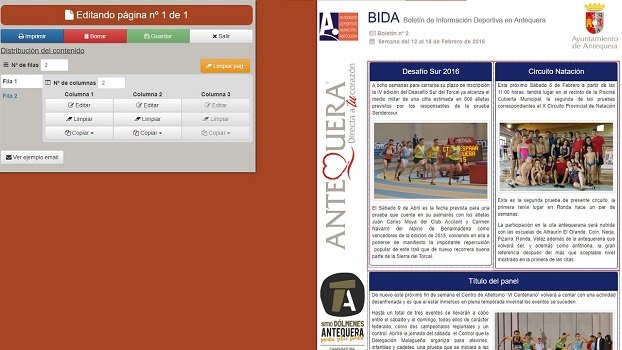 Editando página nº 1 de 1
Imprimir
Borrar
Guardar
Salir
Distribución del contenido
Nº de filas 2
Limpiar pag.
Fila 1
Fila 2
Nº de columnas 2
Columna 1 Columna 2 Columna 3
Editar Editar Editar
Limpiar Limpiar Limpiar
Copiar Copiar Copiar
Ver ejemplo email
PATRONATO
DEPORTIVO
MUNICIPAL
ANTEQUERA
BIDA Boletín de Información Deportiva en Antequera
Boletín nº 2
Semana del 12 al 18 de Febrero de 2016
Ayuntamiento
de Antequera
ANTEQUERA
Directa a tu corazón
Desafío Sur 2016
A ocho semanas para cerrarse su plazo de inscripción
la IV edición del Desafío Sur del Torcal ya alcanza el
medio millar de una cifra estimada en 800 atletas
previstos por los responsables de la prueba
Senderosur.
El Sábado 9 de Abril es la fecha prevista para una
prueba que cuenta en su palmarés con los atletas
Juan Carlos Moya del Club Acolant y Carmen
Navarro del Alpino de Benalmádena como
vencedores de la edición de 2015, volviendo en ella a
ponerse de manifiesto la importante repercusión
popular de este trail que de nuevo recorrera buena
parte de la Sierra del Torcal.
Circuito Natación
Este próximo Sábado 6 de Febrero a partir de las
11:00 horas, tendrá lugar en el recinto de la Piscina
Cubierta Municipal, la segunda de las pruebas
correspondientes al X Circuito Provincial de Natación
Esta es la segunda prueba de presente circuito, la
primera tenía lugar en Ronda hace un par de
semanas.
La participación en la cita antequerana será nutrida
con las escuelas de Alhaurín El Grande, Coín, Nerja,
Pizarra, Ronda, Vélez además de la antequerana que
volverá ser, y además como anfitriona, la gran
referencia después del más que aceptable nivel
mostrado en la primera de las citas.
SITIO DÓLMENES
ANTEQUERA
CANDIDATURA
Título del panel
De nuevo este próximo fin de semana el Centro de Atletismo "VI Centenario" volverá a contar con una actividad
desenfrenada y es que al estar inmersos en plena temporada invernal los eventos se suceden.
Hasta un total de tres eventos se llevarán a cabo
entre el sábado y el domingo, todos ellos de carácter
federado, como dos campeonatos regionales y un
control. Abrirá la jornada del sábado el Control que la
Delegación Malagueña organiza para alevines,
infantiles y cadetes, una prueba que se iniciará a las